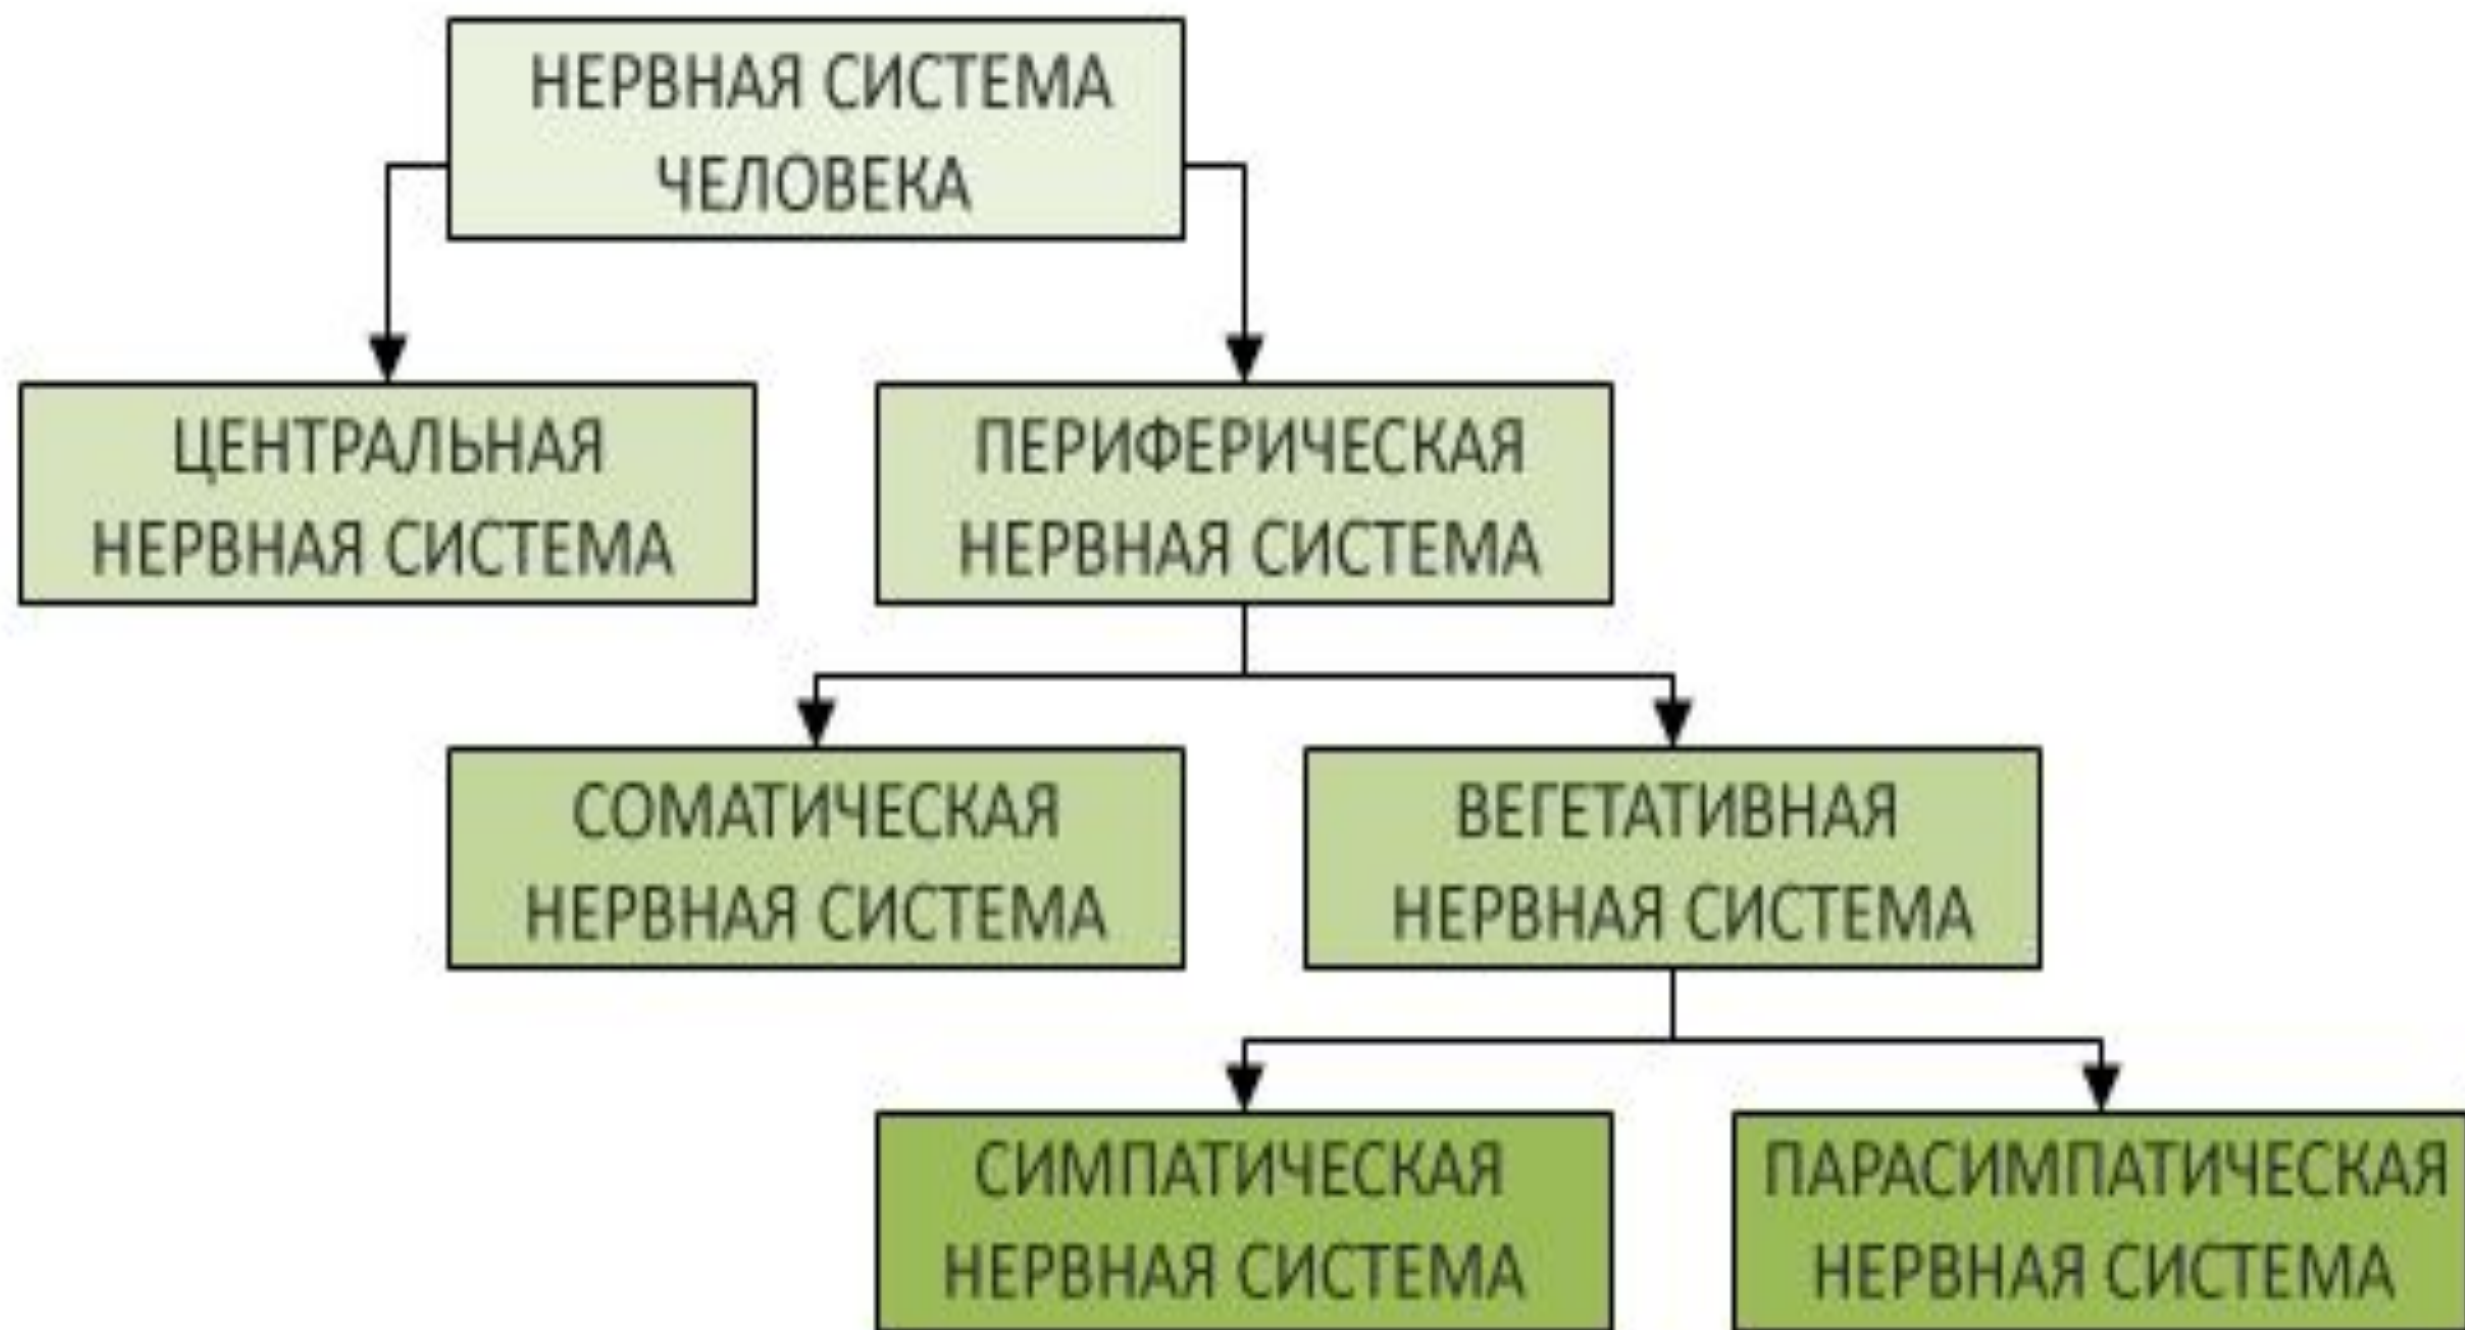 НЕРВНАЯ СИСТЕМА
ЧЕЛОВЕКА
ЦЕНТРАЛЬНАЯ
НЕРВНАЯ СИСТЕМА
ПЕРИФЕРИЧЕСКАЯ
НЕРВНАЯ СИСТЕМА
СОМАТИЧЕСКАЯ
НЕРВНАЯ СИСТЕМА
ВЕГЕТАТИВНАЯ
НЕРВНАЯ СИСТЕМА
СИМПАТИЧЕСКАЯ
НЕРВНАЯ СИСТЕМА
ПАРАСИМПАТИЧЕСКАЯ
НЕРВНАЯ СИСТЕМА